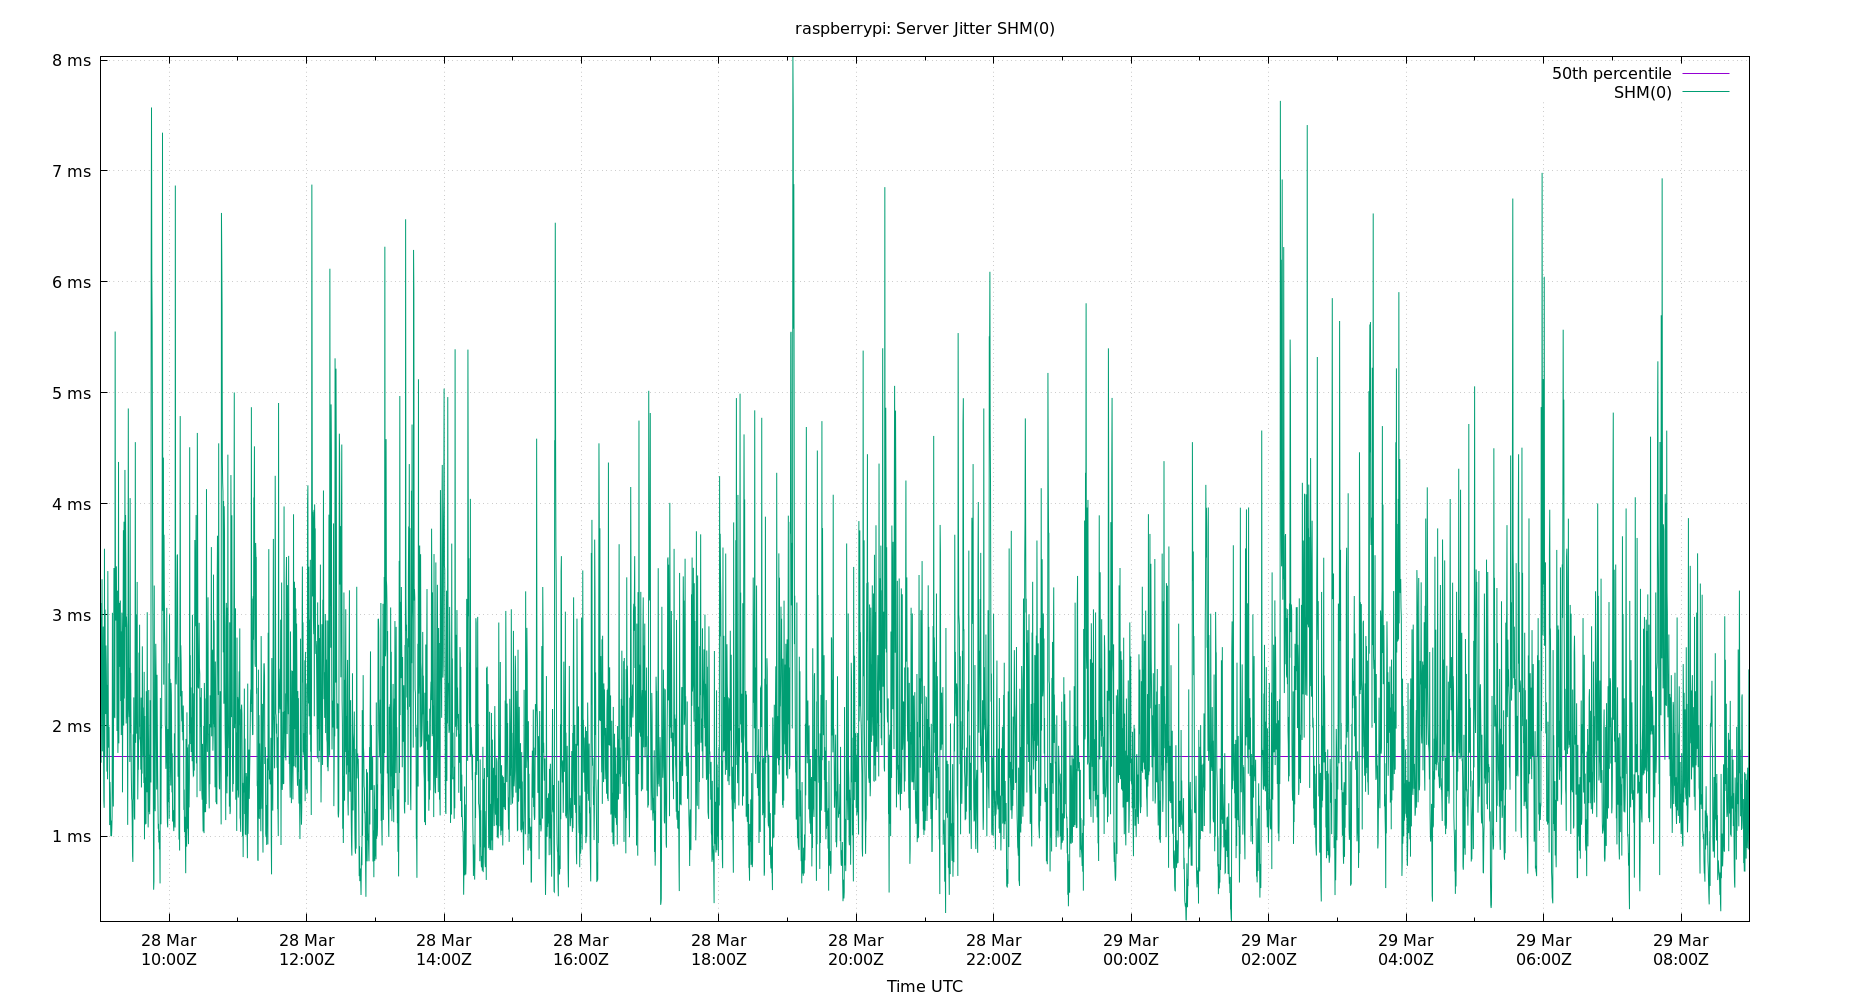 raspberrypi: Server Jitter SHM(0)
50th percentile
SHM(0)
8 ms
7 ms
6 ms
5 ms
4 ms
3 ms
2 ms
1 ms
28 Mar 28 Mar 28 Mar 28 Mar 28 Mar 28 Mar 28 Mar 29 Mar 29 Mar 29 Mar 29 Mar 29 Mar
10:00Z 12:00Z 14:00Z 16:00Z 18:00Z 20:00Z 22:00Z 00:00Z 02:00Z 04:00Z 06:00Z 08:00Z
Time UTC